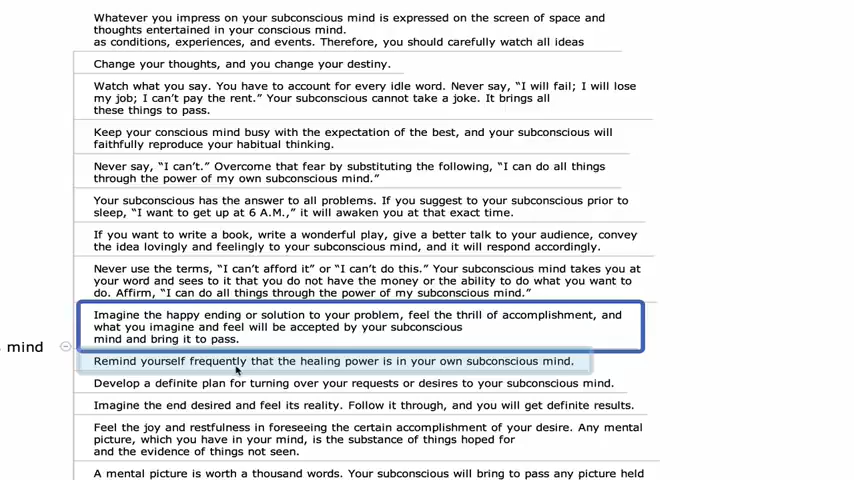 Whatever you impress on your subconscious mind is expressed on the screen of space and
thoughts entertained in your conscious mind.
as conditions, experiences, and events. Therefore, you should carefully watch all ideas
Change your thoughts, and you change your destiny.
Watch what you say. You have to account for every idle word. Never say, “I will fail; I will lose
my job; I can’t pay the rent.” Your subconscious cannot take a joke. It brings all
these things to pass.
Keep your conscious mind busy with the expectation of the best, and your subconscious will
faithfully reproduce your habitual thinking.
Never say, “I can’t.” Overcome that fear by substituting the following, “I can do all things
through the power of my own subconscious mind.”
Your subconscious has the answer to all problems. If you suggest to your subconscious prior to
sleep, “I want to get up at 6 A.M.,” it will awaken you at that exact time.
If you want to write a book, write a wonderful play, give a better talk to your audience, convey
the idea lovingly and feelingly to your subconscious mind, and it will respond accordingly.
Never use the terms, “I can’t afford it” or “I can’t do this.” Your subconscious mind takes you at
your word and sees to it that you do not have the money or the ability to do what you want to
do. Affirm, “I can do all things through the power of my subconscious mind.”
Imagine the happy ending or solution to your problem, feel the thrill of accomplishment, and
what you imagine and feel will be accepted by your subconscious
mind and bring it to pass.
mind
Remind yourself frequently that the healing power is in your own subconscious mind.
Develop a definite plan for turning over your requests or desires to your subconscious mind.
Imagine the end desired and feel its reality. Follow it through, and you will get definite results.
Feel the joy and restfulness in foreseeing the certain accomplishment of your desire. Any mental
picture, which you have in your mind, is the substance of things hoped for
and the evidence of things not seen.
A mental picture is worth a thousand words. Your subconscious will bring to pass any picture held